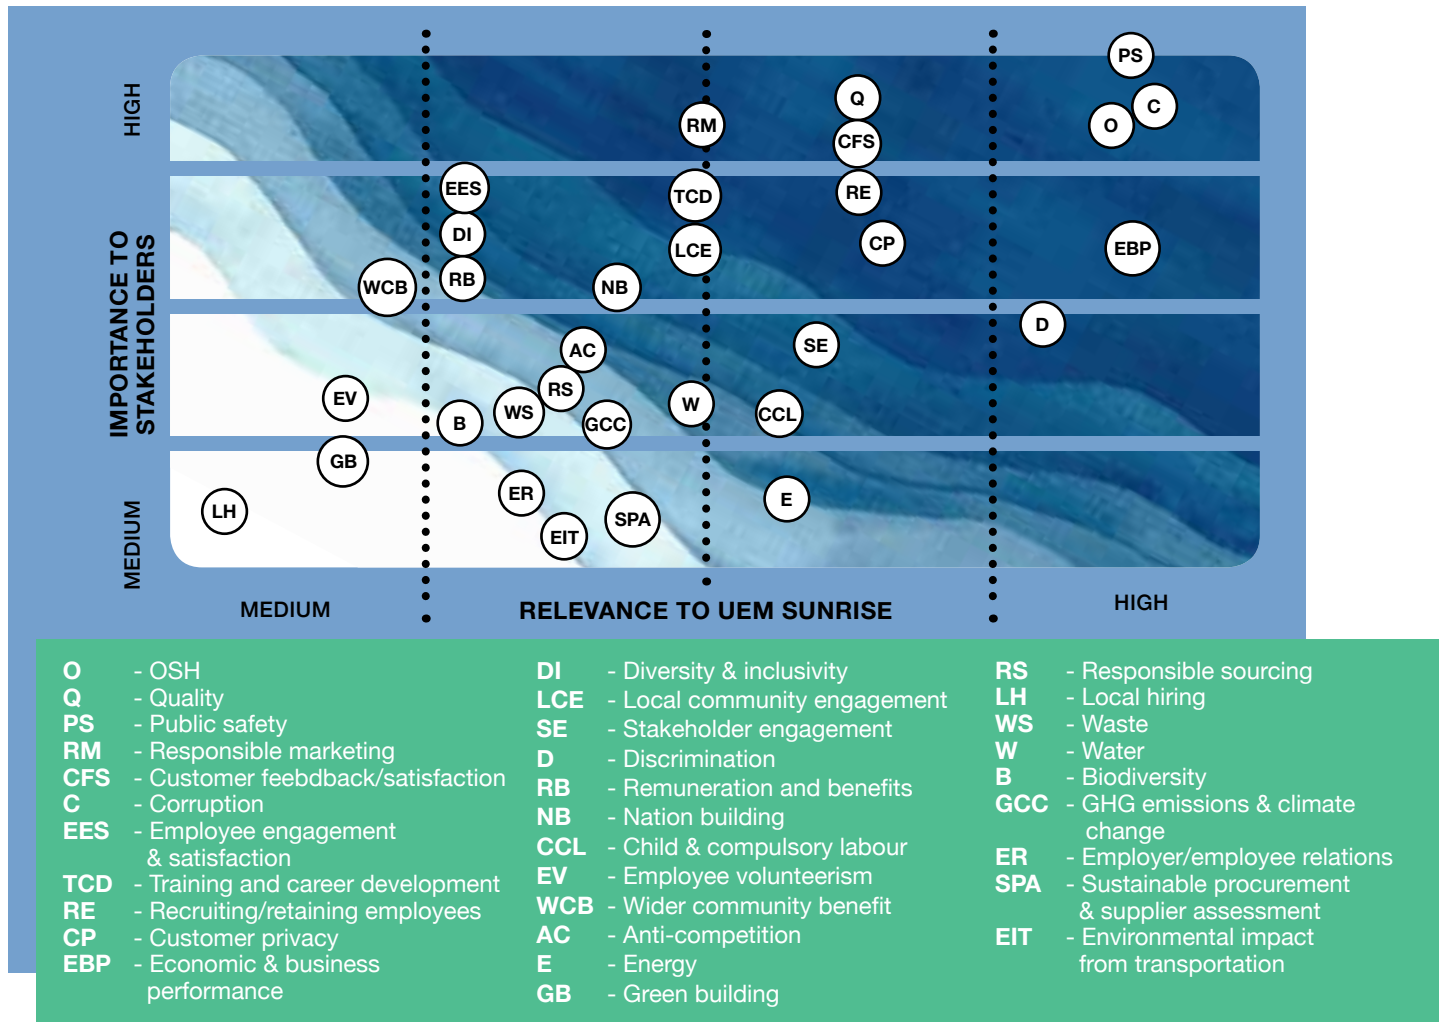 HIGH
IMPORTANCE TO
STAKEHOLDERS
MEDIUM
PS
Q
C
RM
O
CFS
EES
TCD
RE
DI
LCE
CP
EBP
WCB
RB
NB
D
AC
SE
EV
RS
B
WS
GCC
W
CCL
GB
LH
ER
EIT
SPA
E
MEDIUM
RELEVANCE TO UEM SUNRISE
HIGH
O - OSH
Q - Quality
PS - Public safety
RM - Responsible marketing
CFS - Customer feebdback/satisfaction
C - Corruption
EES - Employee engagement
& satisfaction
TCD - Training and career development
RE - Recruiting/retaining employees
CP - Customer privacy
EBP - Economic & business
performance
DI - Diversity & inclusivity
LCE - Local community engagement
SE - Stakeholder engagement
D - Discrimination
RB - Remuneration and benefits
NB - Nation building
CCL - Child & compulsory labour
EV - Employee volunteerism
WCB - Wider community benefit
AC - Anti-competition
E - Energy
GB - Green building
RS - Responsible sourcing
LH - Local hiring
WS - Waste
W - Water
B - Biodiversity
GCC - GHG emissions & climate
change
ER - Employer/employee relations
SPA - Sustainable procurement
& supplier assessment
EIT - Environmental impact
from transportation